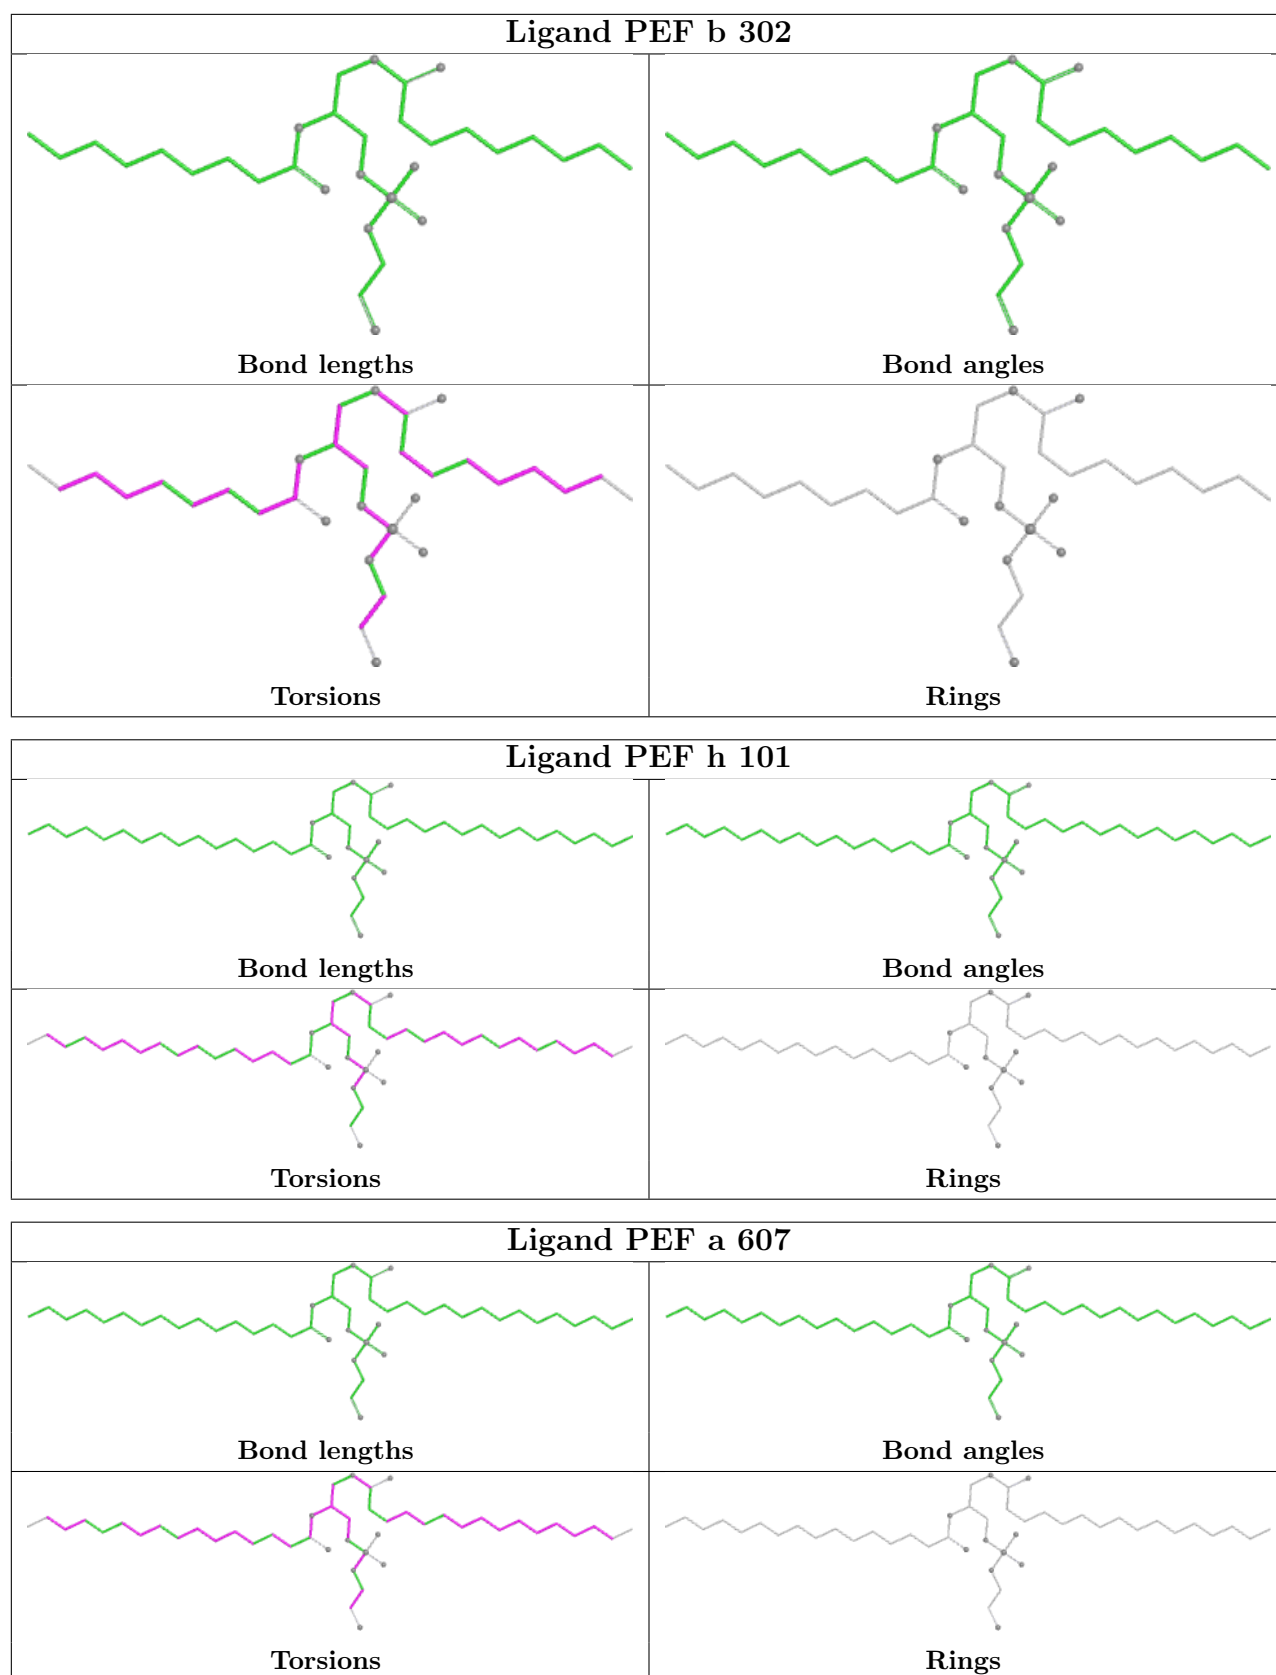 Ligand PEF b 302
Bond lengths
Bond angles
Torsions
Rings
Ligand PEF h 101
Bond lengths
Bond angles
Torsions
Rings
Ligand PEF a 607
Bond lengths
Bond angles
Torsions
Rings